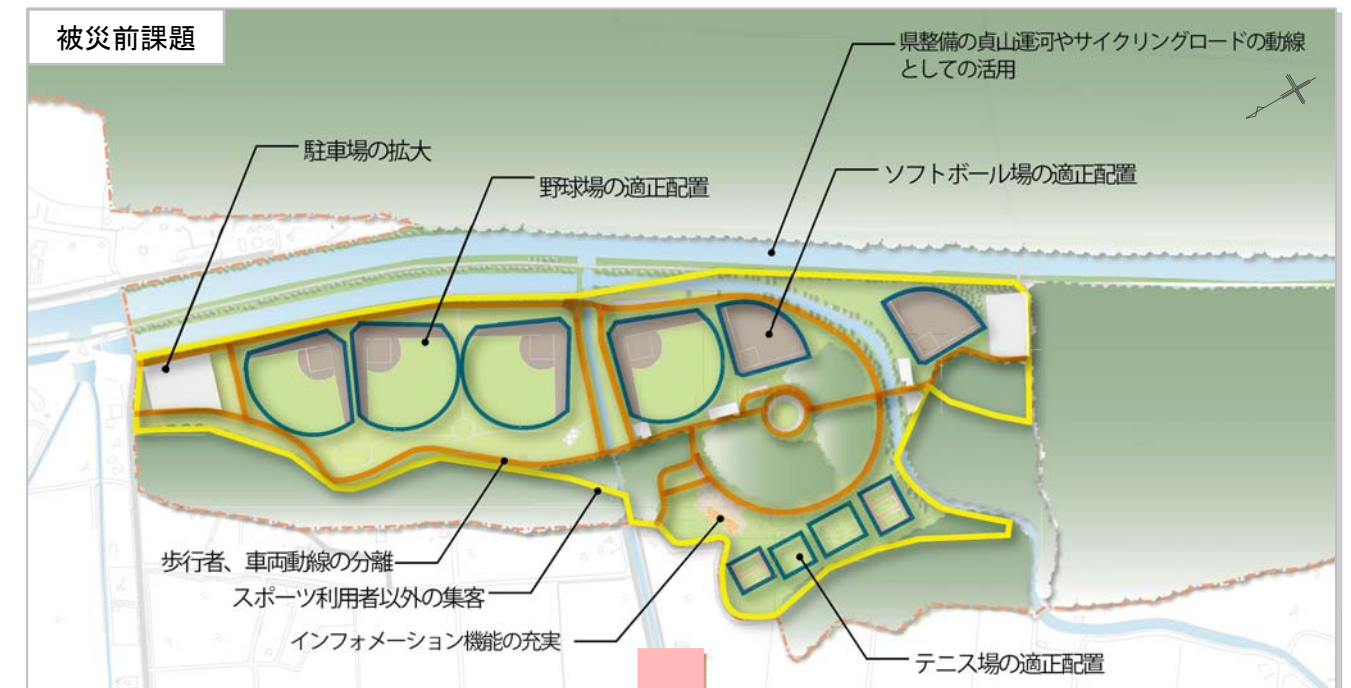 被災前課題
県整備の貞山運河やサイクリングロードの動線
としての活用
駐車場の拡大
野球場の適正配置
ソフトボール場の適正配置
歩行者、車両動線の分離
スポーツ利用者以外の集客
インフォメーション機能の充実
テニス場の適正配置